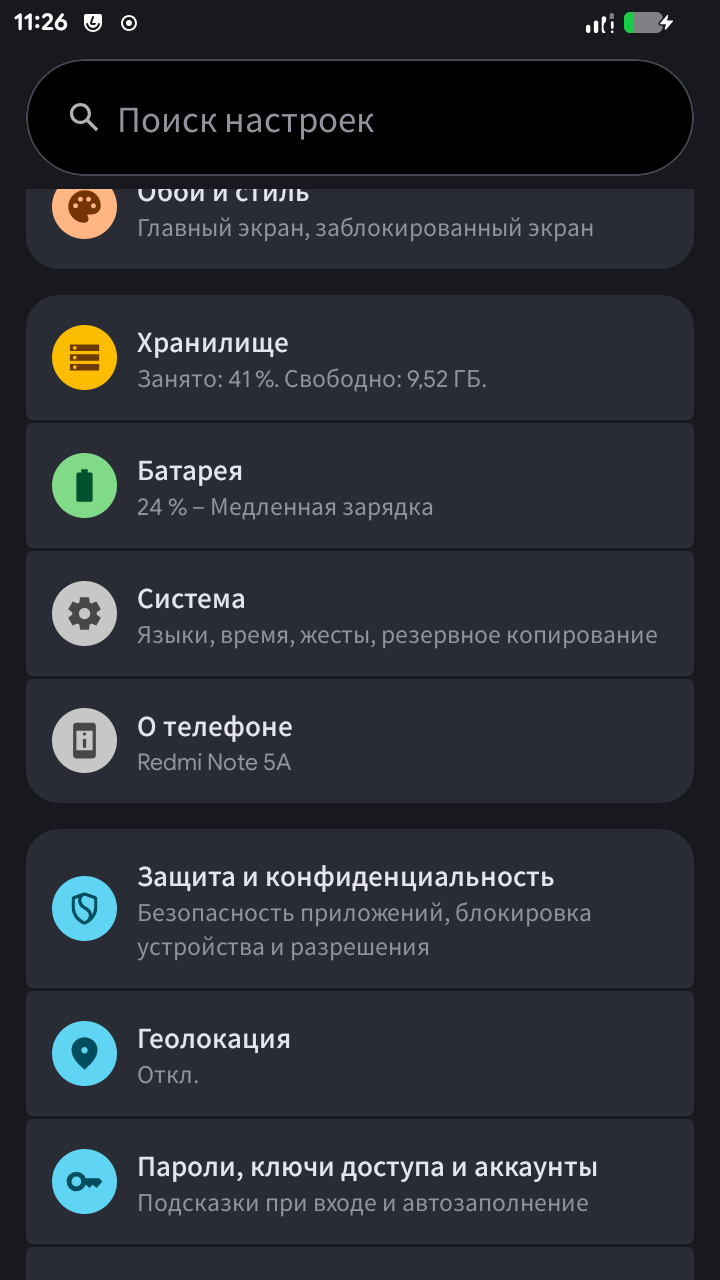 11:26
Поиск настроек
Обои и стиль
Главный экран, заблокированный экран
Хранилище
Занято: 41 %. Свободно: 9,52 ГБ.
Батарея
24 % – Медленная зарядка
Система
Языки, время, жесты, резервное копирование
О телефоне
Redmi Note 5A
Защита и конфиденциальность
Безопасность приложений, блокировка
устройства и разрешения
Геолокация
Откл.
Пароли, ключи доступа и аккаунты
Подсказки при входе и автозаполнение